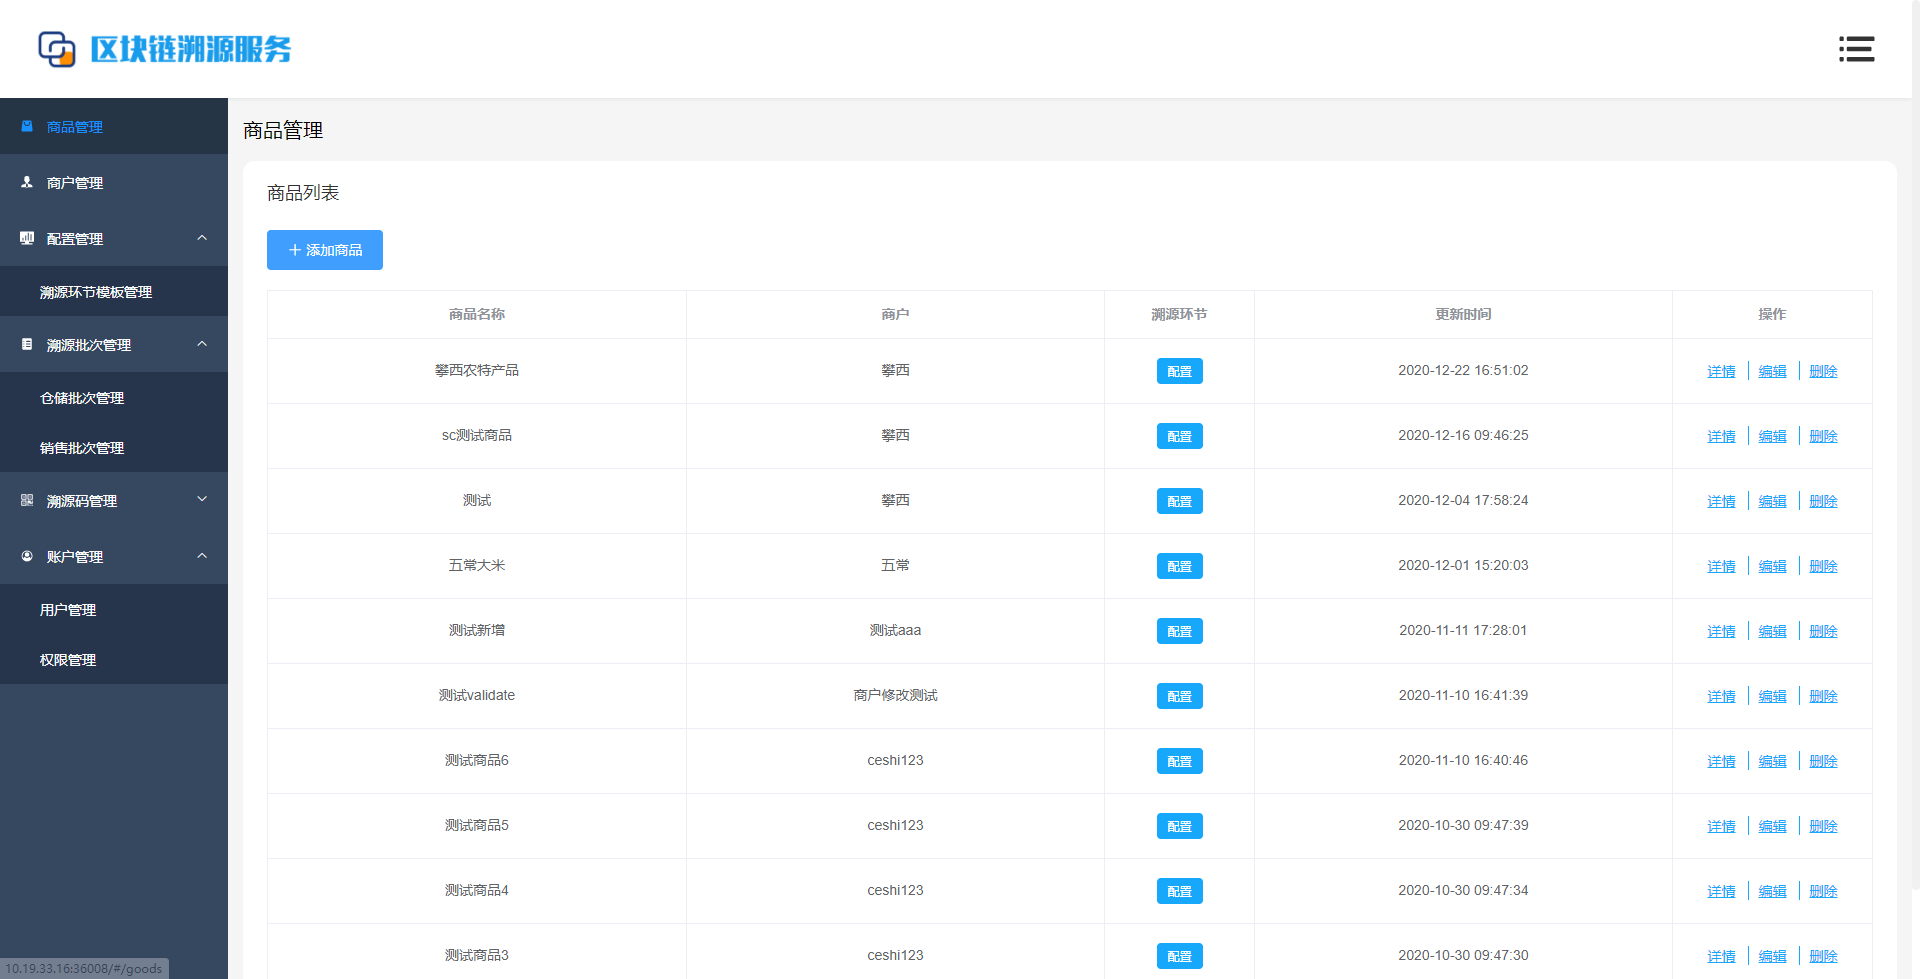 区块链溯源服务
商品管理
商户管理
配置管理
溯源环节模板管理
溯源批次管理
仓储批次管理
销售批次管理
溯源码管理
账户管理
用户管理
权限管理
商品管理
商品列表
添加商品
商品名称 商户 溯源环节 更新时间 操作
攀西农特产品 攀西 配置 2020-12-22 16:51:02 详情 编辑 删除
sc测试商品 攀西 配置 2020-12-16 09:46:25 详情 编辑 删除
测试 攀西 配置 2020-12-04 17:58:24 详情 编辑 删除
五常大米 五常 配置 2020-12-01 15:20:03 详情 编辑 删除
测试新增 测试aaa 配置 2020-11-11 17:28:01 详情 编辑 删除
测试validate 商户修改测试 配置 2020-11-10 16:41:39 详情 编辑 删除
测试商品6 ceshi123 配置 2020-11-10 16:40:46 详情 编辑 删除
测试商品5 ceshi123 配置 2020-10-30 09:47:39 详情 编辑 删除
测试商品4 ceshi123 配置 2020-10-30 09:47:34 详情 编辑 删除
测试商品3 ceshi123 配置 2020-10-30 09:47:30 详情 编辑 删除
10.19.33.16:36008/#/goods